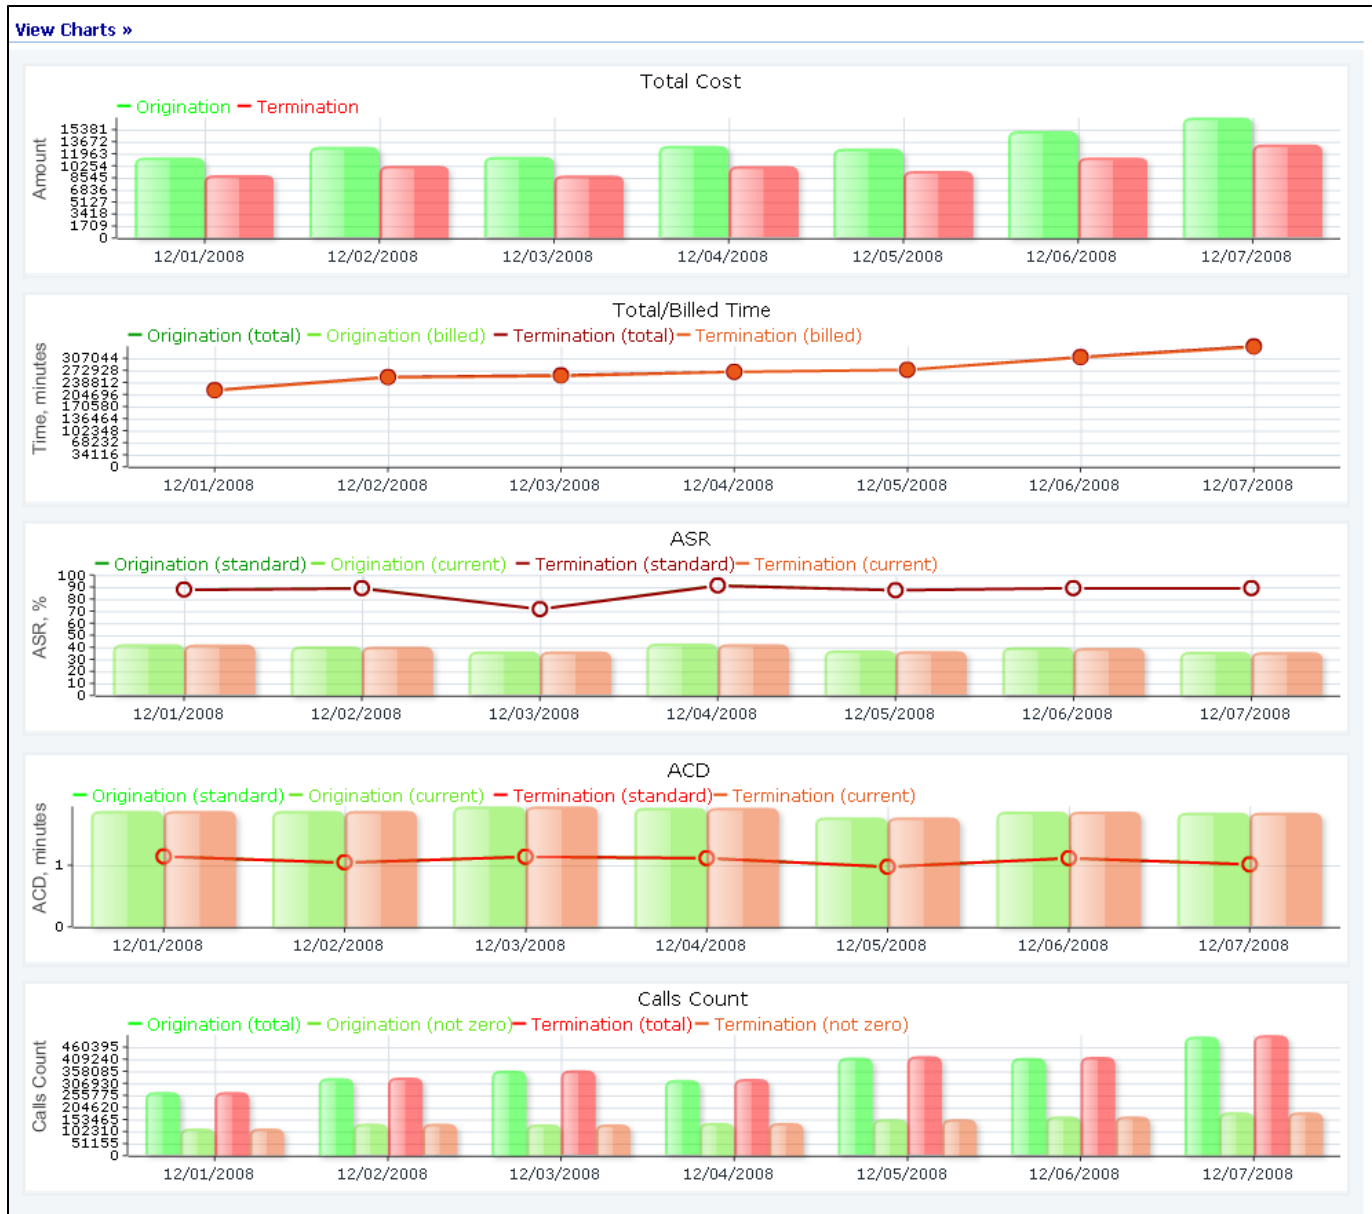 View Charts »
Total Cost
Origination Termination
Amount
15381
13672
11963
10254
8545
6836
5127
3418
1709
0
12/01/2008 12/02/2008 12/03/2008 12/04/2008 12/05/2008 12/06/2008 12/07/2008
Total/Billed Time
Origination (total) Origination (billed) Termination (total) Termination (billed)
Time, minutes
307044
272928
238812
204696
170580
136464
102348
68232
34116
0
12/01/2008 12/02/2008 12/03/2008 12/04/2008 12/05/2008 12/06/2008 12/07/2008
ASR
Origination (standard) Origination (current) Termination (standard) Termination (current)
ASR, %
100
90
80
70
60
50
40
30
20
10
0
12/01/2008 12/02/2008 12/03/2008 12/04/2008 12/05/2008 12/06/2008 12/07/2008
ACD
Origination (standard) Origination (current) Termination (standard) Termination (current)
ACD, minutes
1
0
12/01/2008 12/02/2008 12/03/2008 12/04/2008 12/05/2008 12/06/2008 12/07/2008
Calls Count
Origination (total) Origination (not zero) Termination (total) Termination (not zero)
Calls Count
460395
409240
358085
306930
255775
204620
153465
102310
51155
0
12/01/2008 12/02/2008 12/03/2008 12/04/2008 12/05/2008 12/06/2008 12/07/2008